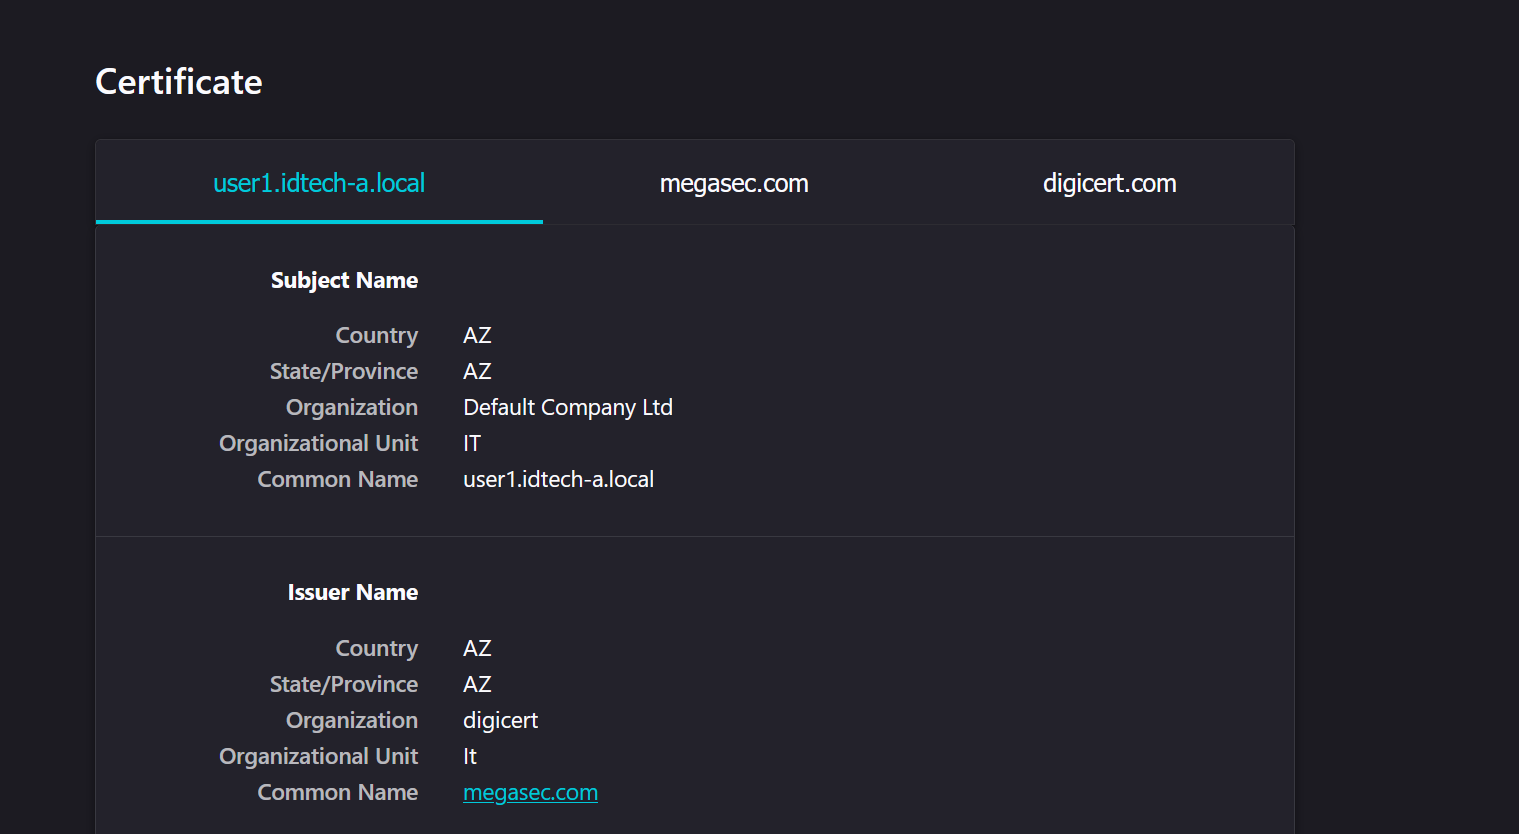 Certificate
user1.idtech-a.local megasec.com digicert.com
Subject Name
Country AZ
State/Province AZ
Organization Default Company Ltd
Organizational Unit IT
Common Name user1.idtech-a.local
Issuer Name
Country AZ
State/Province AZ
Organization digicert
Organizational Unit It
Common Name megasec.com